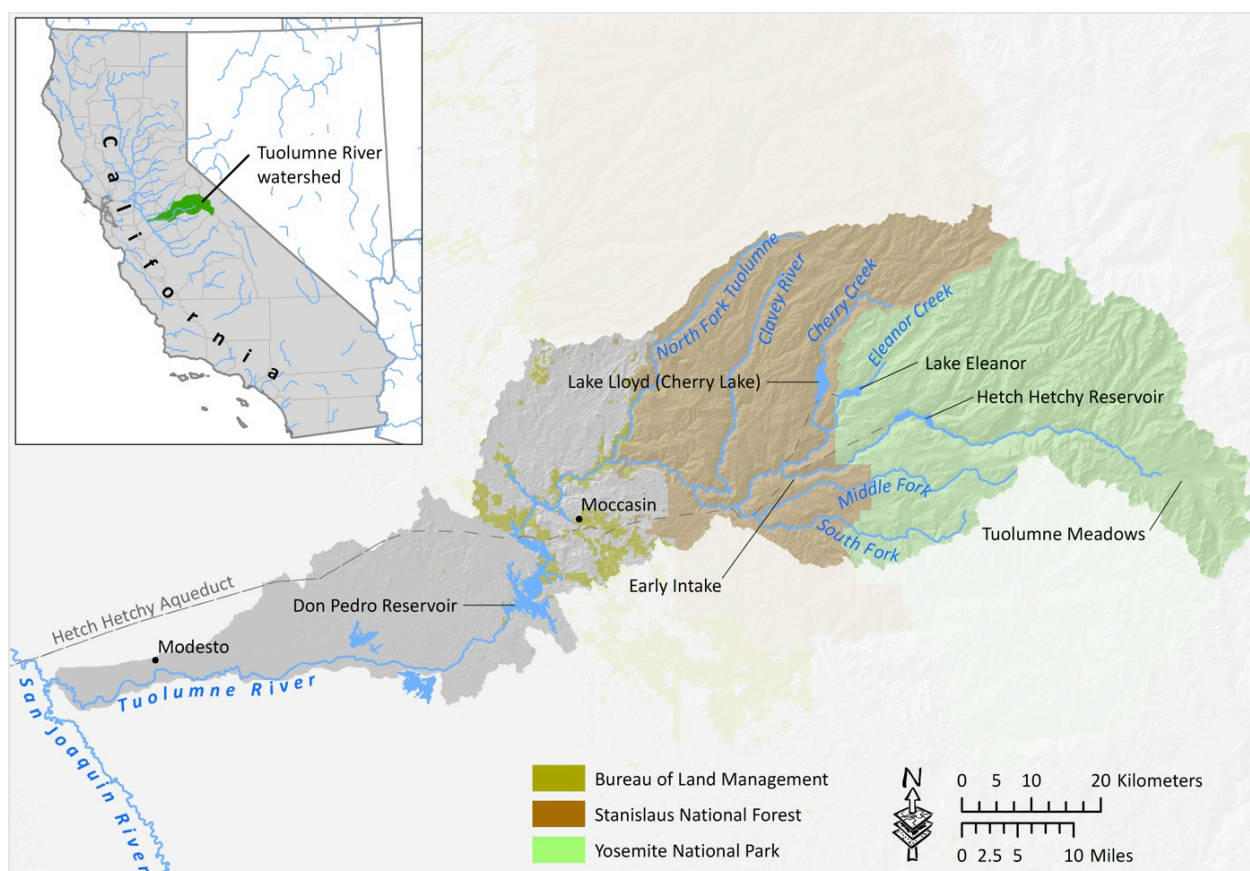 California
Tuolumne River
watershed
North Fork Tuolumne
Clavey River
Cherry Creek
Eleanor Creek
Lake Lloyd (Cherry Lake)
Lake Eleanor
Hetch Hetchy Reservoir
Middle Fork
South Fork
Moccasin
Tuolumne Meadows
Early Intake
Don Pedro Reservoir
Hetch Hetchy Aqueduct
Modesto
Tuolumne River
San Joaquin River
Bureau of Land Management
Stanislaus National Forest
Yosemite National Park
N
0 5 10 20 Kilometers
0 2.5 5 10 Miles